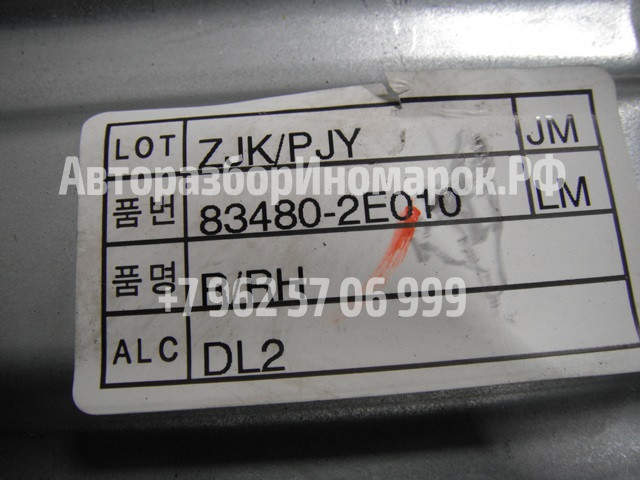 LOT ZJK/PJY JM
АвторазборИномарок.РФ
품번 83480-2E010 LM
품명 R/RH
+7 962 57 06 999
ALC DL2